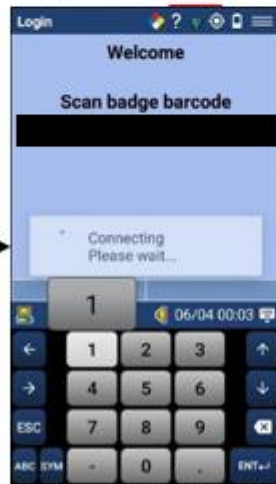 Login ?
Welcome
Scan badge barcode
Connecting
Please wait...
1
06/04 00:03
← 1 2 3 ↑
→ 4 5 6 ↓
ESC 7 8 9
ABC SYM - 0 . ENT↵